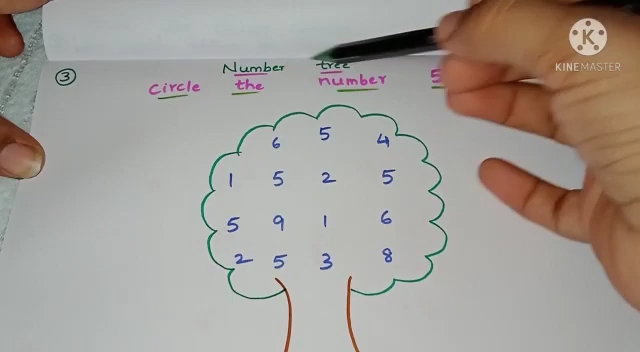 Number tree
③ Circle the number 5
6 5 4
1 5 2 5
5 9 1 6
2 5 3 8
K
KINEMASTER